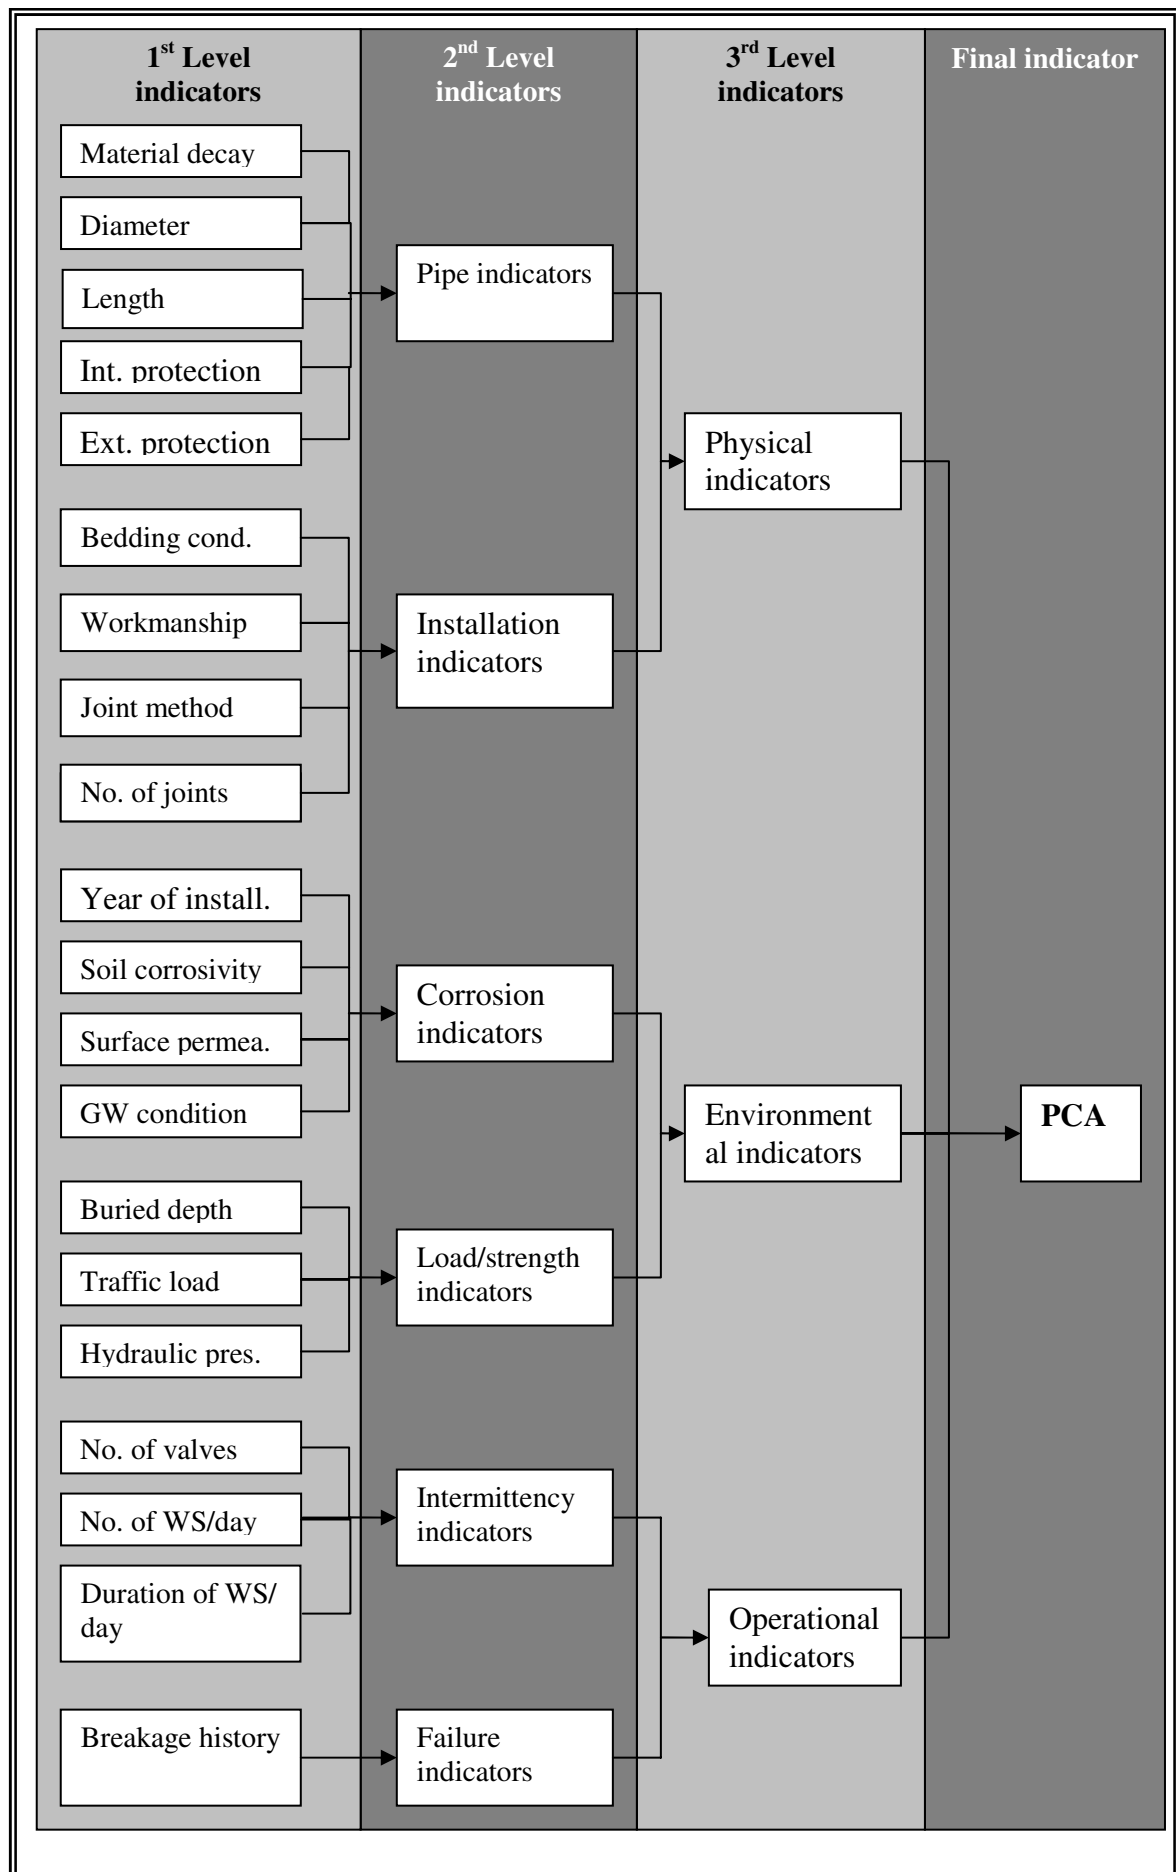 1st Level
indicators
2nd Level
indicators
3rd Level
indicators
Final indicator
Material decay
Diameter
Length
Int. protection
Ext. protection
Pipe indicators
Physical
indicators
Bedding cond.
Workmanship
Joint method
No. of joints
Installation
indicators
Year of install.
Soil corrosivity
Surface permea.
GW condition
Corrosion
indicators
Environment
al indicators
PCA
Buried depth
Traffic load
Hydraulic pres.
Load/strength
indicators
No. of valves
No. of WS/day
Duration of WS/
day
Intermittency
indicators
Operational
indicators
Breakage history
Failure
indicators